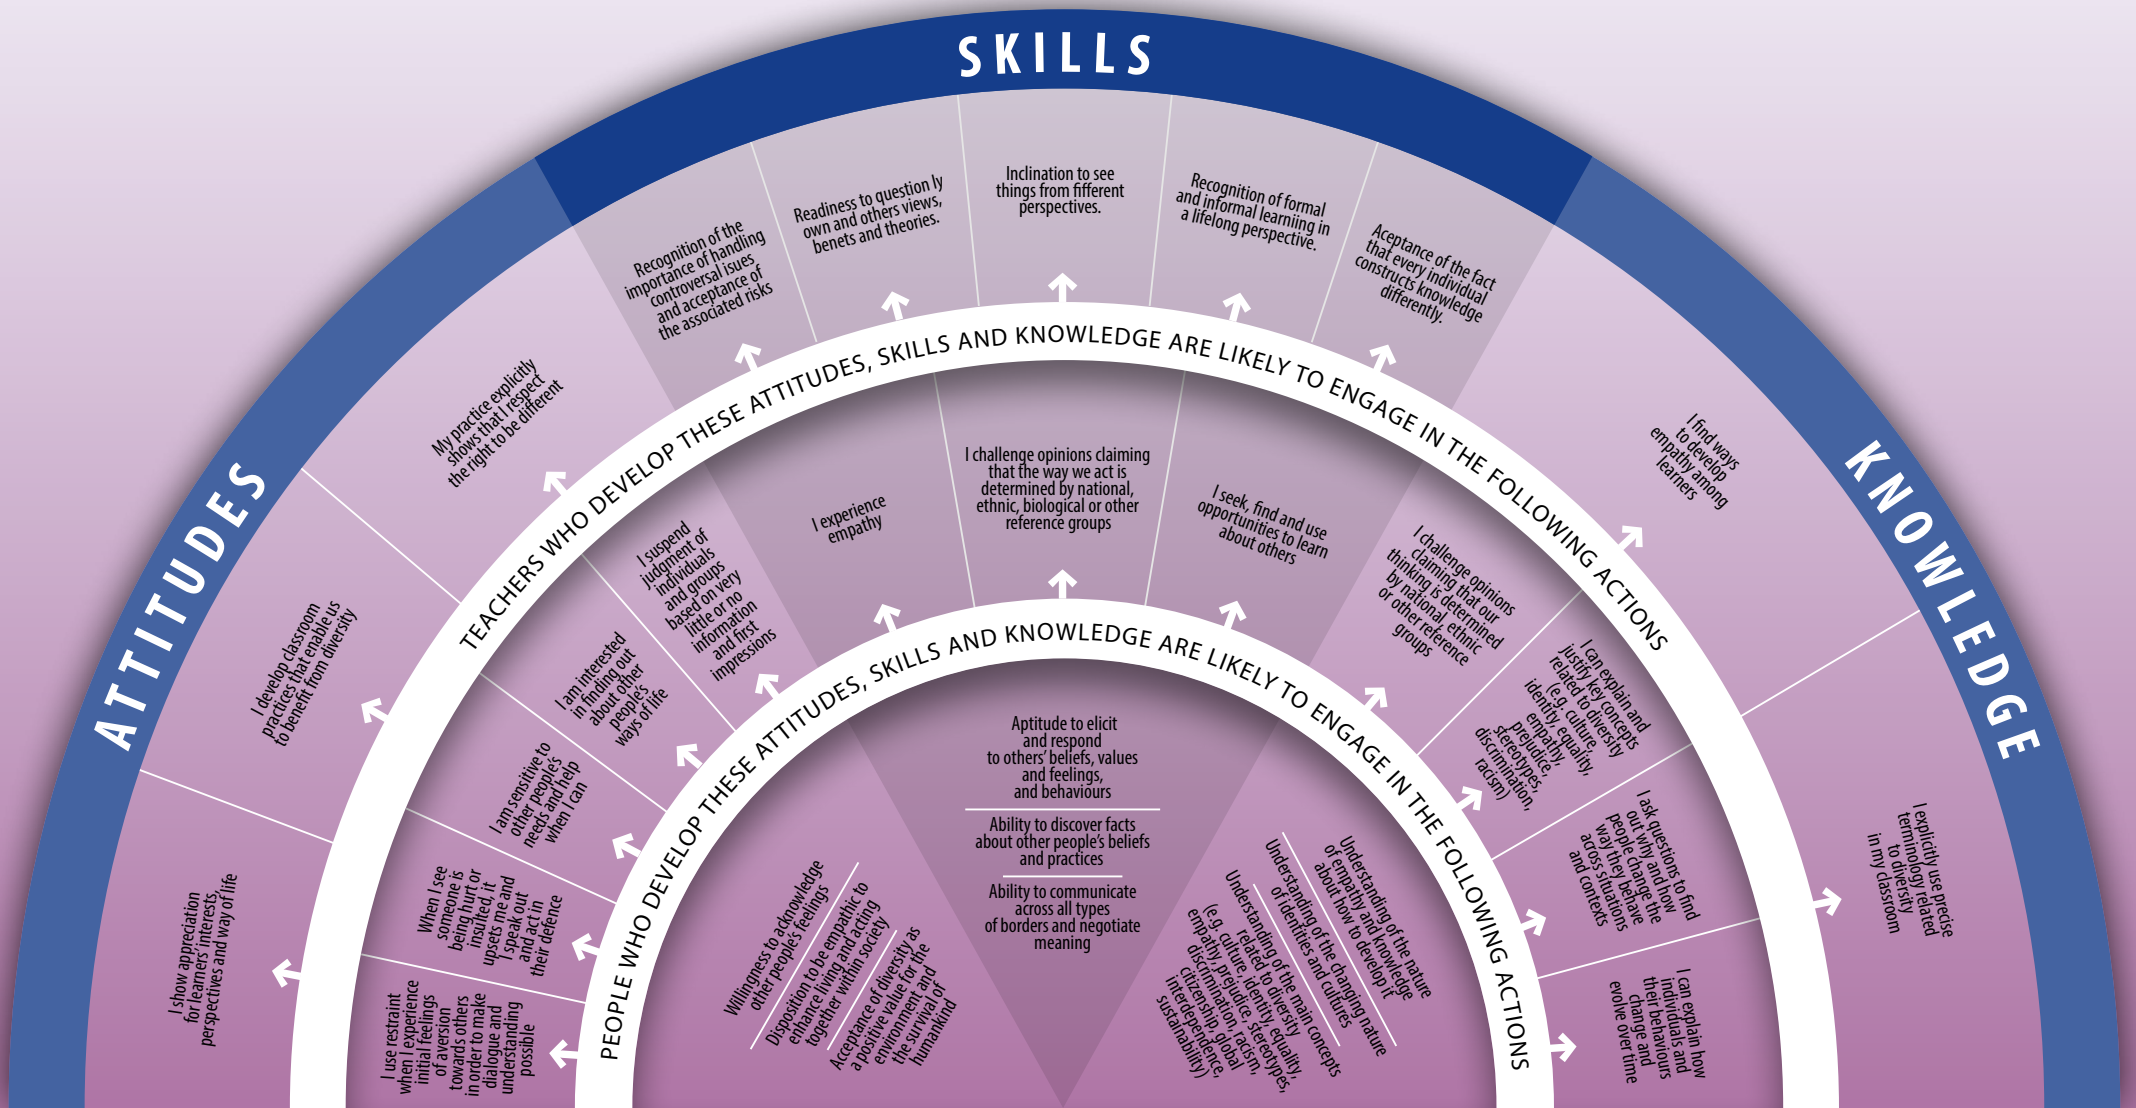 SKILLS
ATTITUDES
KNOWLEDGE
I show appreciation
for learners' interests,
perspectives and way of life
I develop classroom
practices that enable us
to benefit from diversity
My practice explicitly
shows that I respect
the right to be different
Recognition of the
importance of handling
controversal isues
and acceptance of
the associated risks
Readiness to question ly
own and others views,
benets and theories.
Inclination to see
things from fifferent
perspectives.
Recognition of formal
and informal learniing in
a lifelong perspective.
Aceptance of the fact
that every individual
constructs knowledge
differently.
I find ways
to develop
empathy among
learners
I explicitly use precise
terminology related
to diversity
in my classroom
TEACHERS WHO DEVELOP THESE ATTITUDES, SKILLS AND KNOWLEDGE ARE LIKELY TO ENGAGE IN THE FOLLOWING ACTIONS
I use restraint
when I experience
initial feelings
of aversion
towards others
in order to make
dialogue and
understanding
possible
When I see
someone is
being hurt or
insulted, it
upsets me and
I speak out
and act in
their defence
I am sensitive to
other people's
needs and help
when I can
I am interested
in finding out
about other
people's
ways of life
I suspend
judgment of
individuals
and groups
based on very
little or no
information
and first
impressions
I experience
empathy
I challenge opinions claiming
that the way we act is
determined by national,
ethnic, biological or other
reference groups
I seek, find and use
opportunities to learn
about others
I challenge opinions
claiming that our
thinking is determined
by national, ethnic
or other reference
groups
I can explain and
justify key concepts
related to diversity
(e.g. culture,
identity, equality,
empathy,
prejudice,
stereotypes,
discrimination,
racism)
I ask questions to find
out why and how
people change the
way they behave
across situations
and contexts
I can explain how
individuals and
their behaviours
change and
evolve over time
PEOPLE WHO DEVELOP THESE ATTITUDES, SKILLS AND KNOWLEDGE ARE LIKELY TO ENGAGE IN THE FOLLOWING ACTIONS
Willingness to acknowledge
other people's feelings
Disposition to be empathic to
enhance living and acting
together within society
Acceptance of diversity as
a positive value for the
environment and
the survival of
humankind
Aptitude to elicit
and respond
to others' beliefs, values
and feelings,
and behaviours
Ability to discover facts
about other people's beliefs
and practices
Ability to communicate
across all types
of borders and negotiate
meaning
Understanding of the nature
of empathy and knowledge
about how to develop it
Understanding of the changing nature
of identities and cultures
Understanding of the main concepts
related to diversity
(e.g. culture, identity, equality,
empathy, prejudice, stereotypes,
discrimination, racism,
citizenship, global
interdependence,
sustainability)